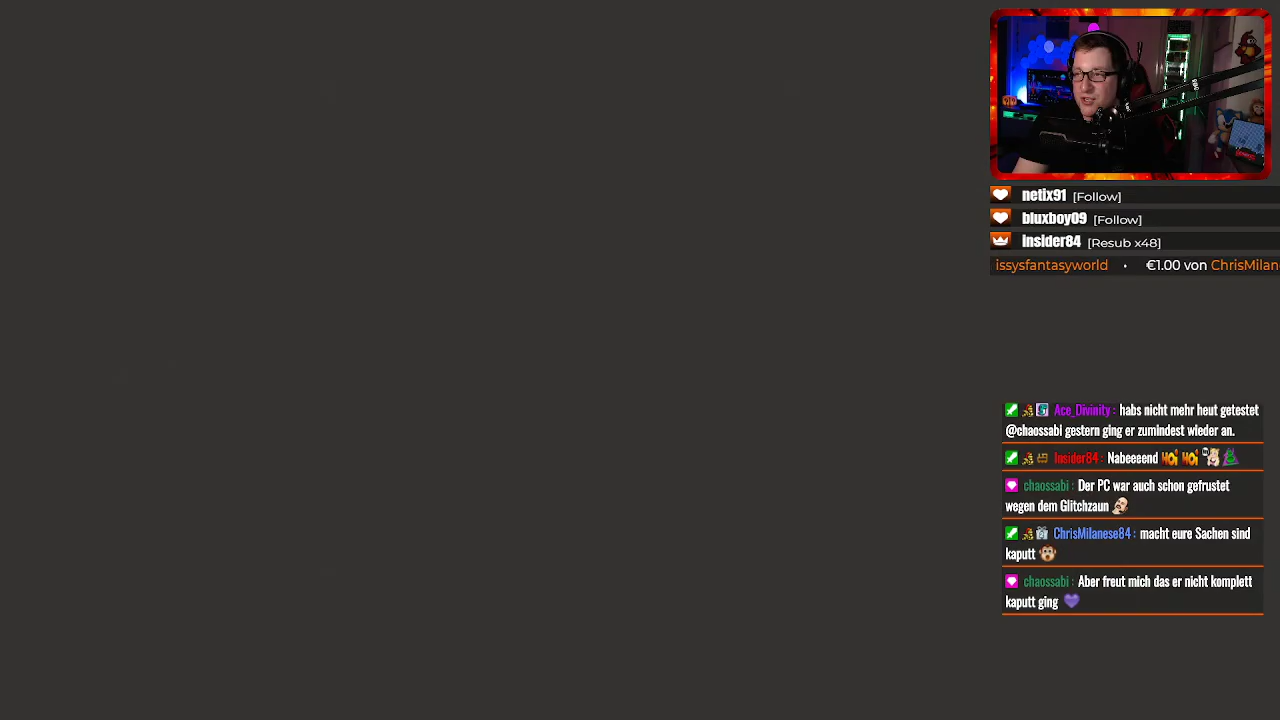 netix91 [Follow]
bluxboy09 [Follow]
Insider84 [Resub x48]
issysfantasyworld • €1.00 von ChrisMilan
Ace_Divinity : habs nicht mehr heut getestet
@chaossabi gestern ging er zumindest wieder an.
Insider84 : Nabeeeend
chaossabi : Der PC war auch schon gefrustet
wegen dem Glitchzaun
ChrisMilanese84 : macht eure Sachen sind
kaputt
chaossabi : Aber freut mich das er nicht komplett
kaputt ging